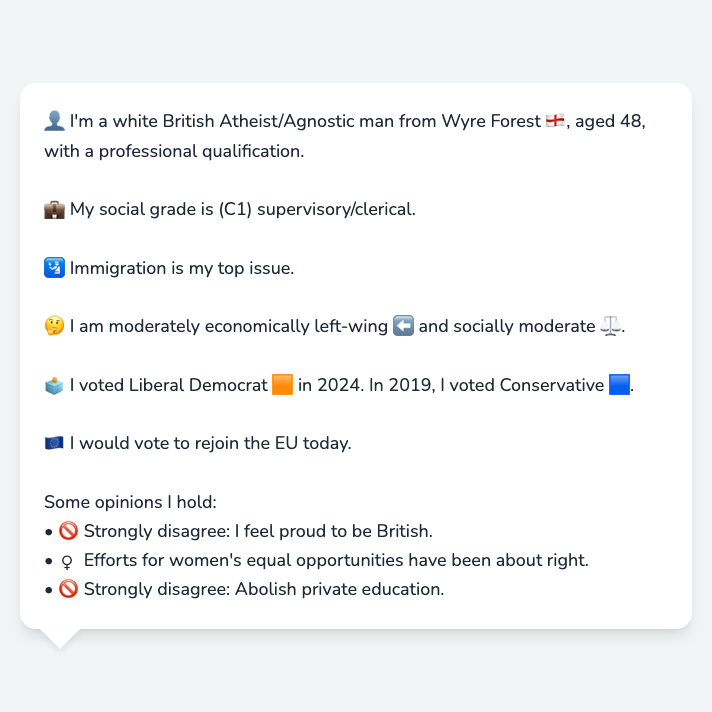 👤 I'm a white British Atheist/Agnostic man from Wyre Forest 🏴󠁧󠁢󠁥󠁮󠁧󠁿, aged 48,
with a professional qualification.
💼 My social grade is (C1) supervisory/clerical.
🛂 Immigration is my top issue.
🤔 I am moderately economically left-wing ⬅️ and socially moderate ⚖️.
🗳️ I voted Liberal Democrat 🟧 in 2024. In 2019, I voted Conservative 🟦.
🇪🇺 I would vote to rejoin the EU today.
Some opinions I hold:
• 🚫 Strongly disagree: I feel proud to be British.
• ♀ Efforts for women's equal opportunities have been about right.
• 🚫 Strongly disagree: Abolish private education.